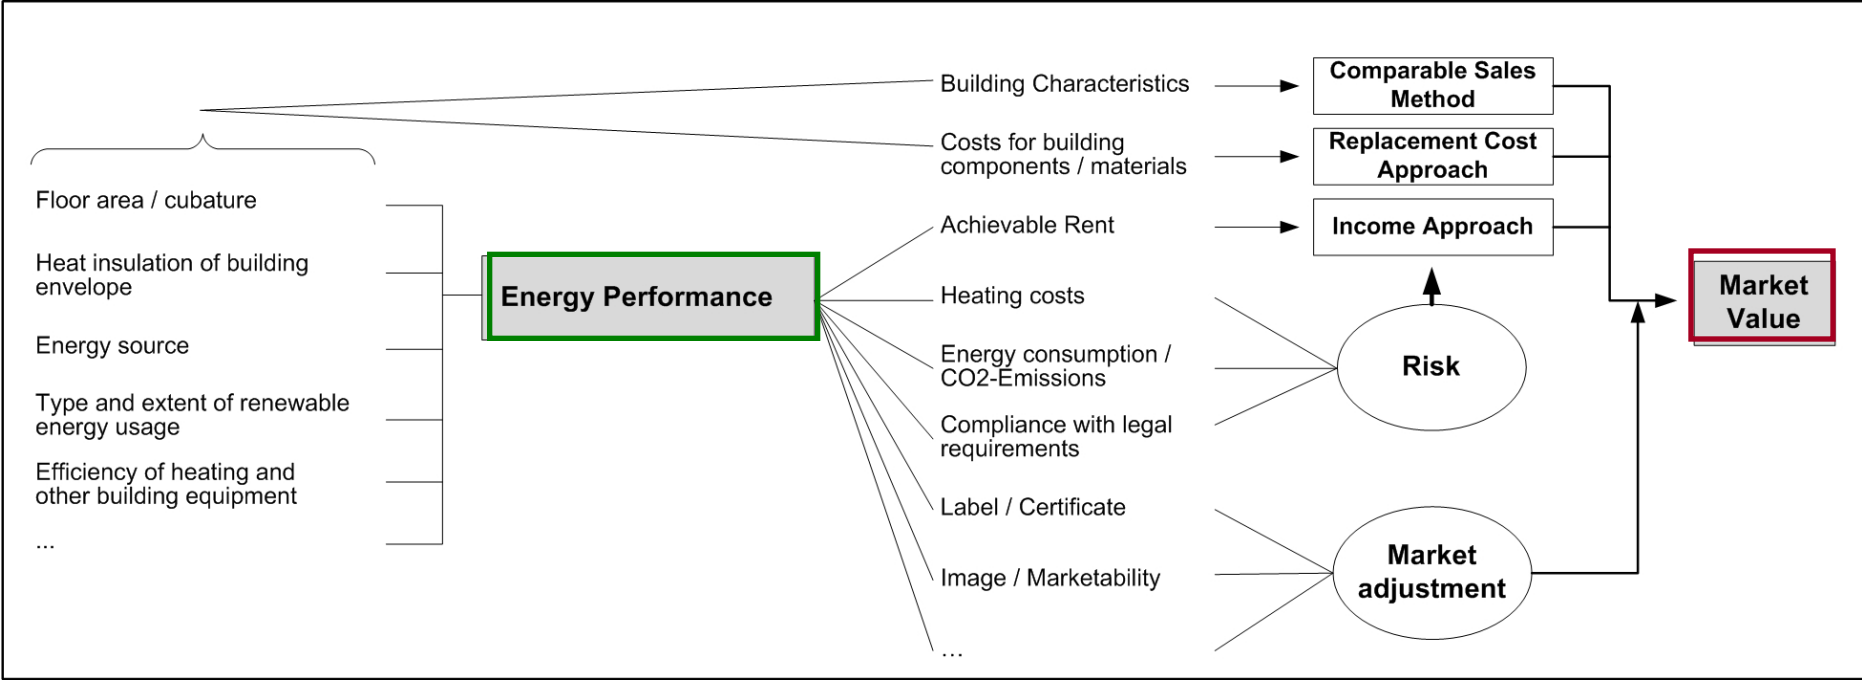 Floor area / cubature
Heat insulation of building
envelope
Energy source
Type and extent of renewable
energy usage
Efficiency of heating and
other building equipment
...
Energy Performance
Building Characteristics
Costs for building
components / materials
Achievable Rent
Heating costs
Energy consumption /
CO2-Emissions
Compliance with legal
requirements
Label / Certificate
Image / Marketability
...
Comparable Sales
Method
Replacement Cost
Approach
Income Approach
Risk
Market
adjustment
Market
Value